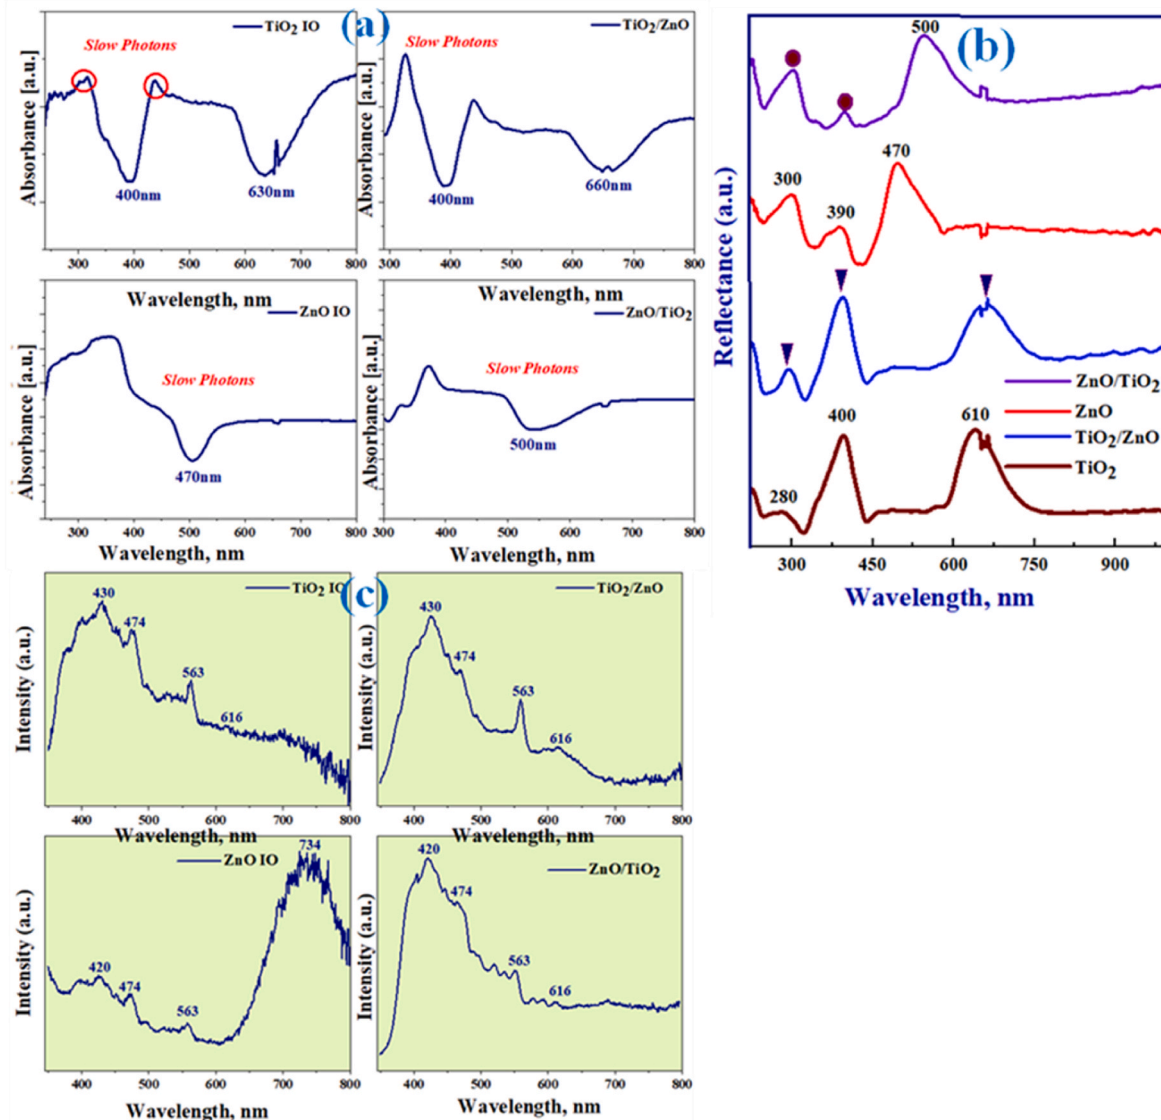 TiO2 IO
(a)
Slow Photons
Absorbance [a.u.]
400nm
630nm
300 400 500 600 700 800
Wavelength, nm
TiO2/ZnO
Slow Photons
Absorbance [a.u.]
400nm
660nm
300 400 500 600 700 800
Wavelength, nm
ZnO IO
Slow Photons
Absorbance [a.u.]
470nm
300 400 500 600 700 800
Wavelength, nm
ZnO/TiO2
Slow Photons
Absorbance [a.u.]
500nm
300 400 500 600 700 800
Wavelength, nm
(b)
500
470
300
390
400
610
280
Reflectance (a.u.)
ZnO/TiO2
ZnO
TiO2/ZnO
TiO2
300 450 600 750 900
Wavelength, nm
(c)
TiO2 IO
430
474
563
616
Intensity (a.u.)
400 500 600 700 800
Wavelength, nm
TiO2/ZnO
430
474
563
616
Intensity (a.u.)
400 500 600 700 800
Wavelength, nm
ZnO IO
734
420
474
563
Intensity (a.u.)
400 500 600 700 800
Wavelength, nm
ZnO/TiO2
420
474
563
616
Intensity (a.u.)
400 500 600 700 800
Wavelength, nm